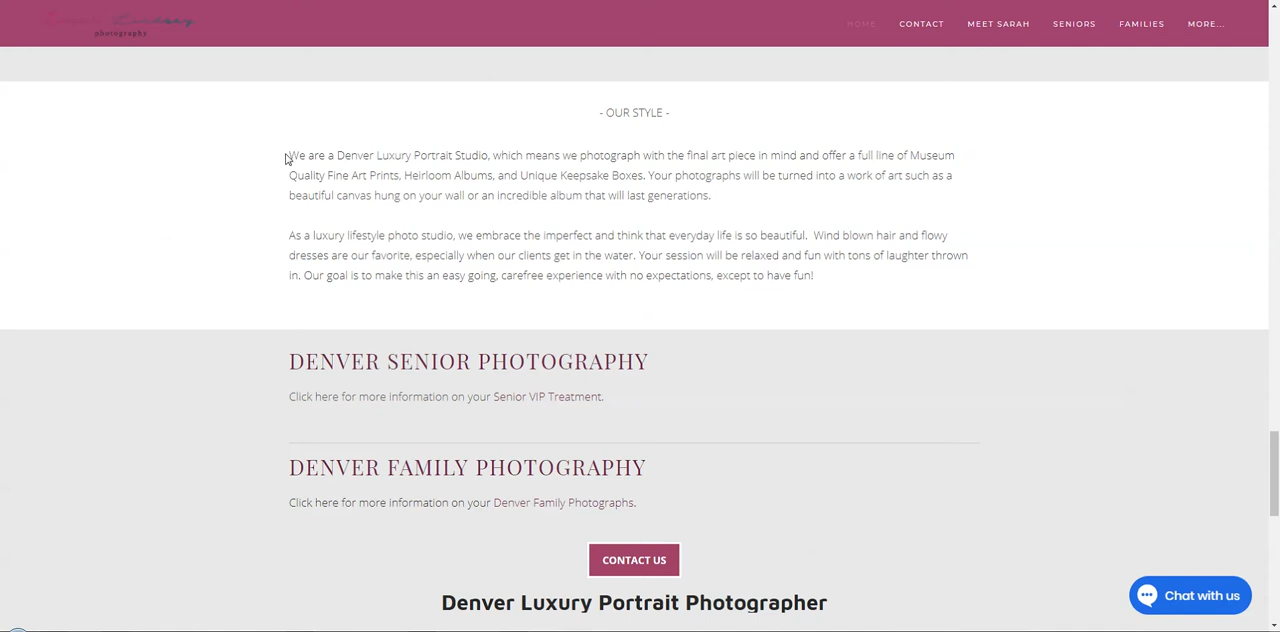 photography
HOME CONTACT MEET SARAH SENIORS FAMILIES MORE...
- OUR STYLE -
We are a Denver Luxury Portrait Studio, which means we photograph with the final art piece in mind and offer a full line of Museum
Quality Fine Art Prints, Heirloom Albums, and Unique Keepsake Boxes. Your photographs will be turned into a work of art such as a
beautiful canvas hung on your wall or an incredible album that will last generations.
As a luxury lifestyle photo studio, we embrace the imperfect and think that everyday life is so beautiful.  Wind blown hair and flowy
dresses are our favorite, especially when our clients get in the water. Your session will be relaxed and fun with tons of laughter thrown
in. Our goal is to make this an easy going, carefree experience with no expectations, except to have fun!
DENVER SENIOR PHOTOGRAPHY
Click here for more information on your Senior VIP Treatment.
DENVER FAMILY PHOTOGRAPHY
Click here for more information on your Denver Family Photographs.
CONTACT US
Denver Luxury Portrait Photographer
Chat with us